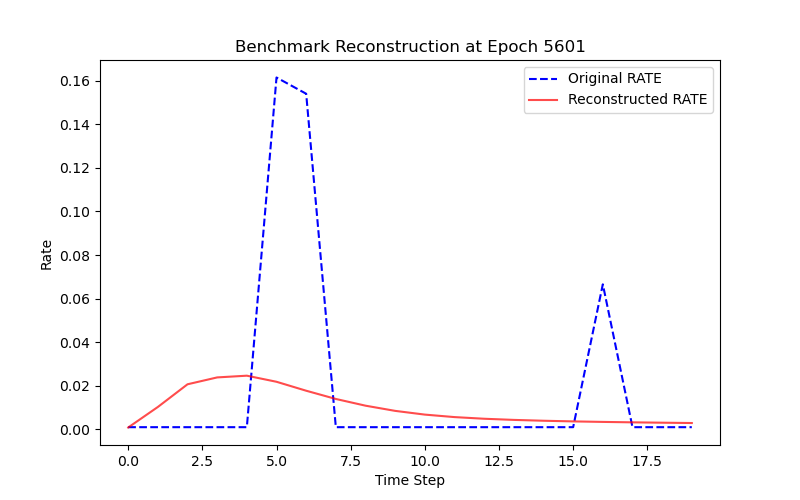 Benchmark Reconstruction at Epoch 5601
Original RATE
Reconstructed RATE
Rate
0.16
0.14
0.12
0.10
0.08
0.06
0.04
0.02
0.00
0.0 2.5 5.0 7.5 10.0 12.5 15.0 17.5
Time Step